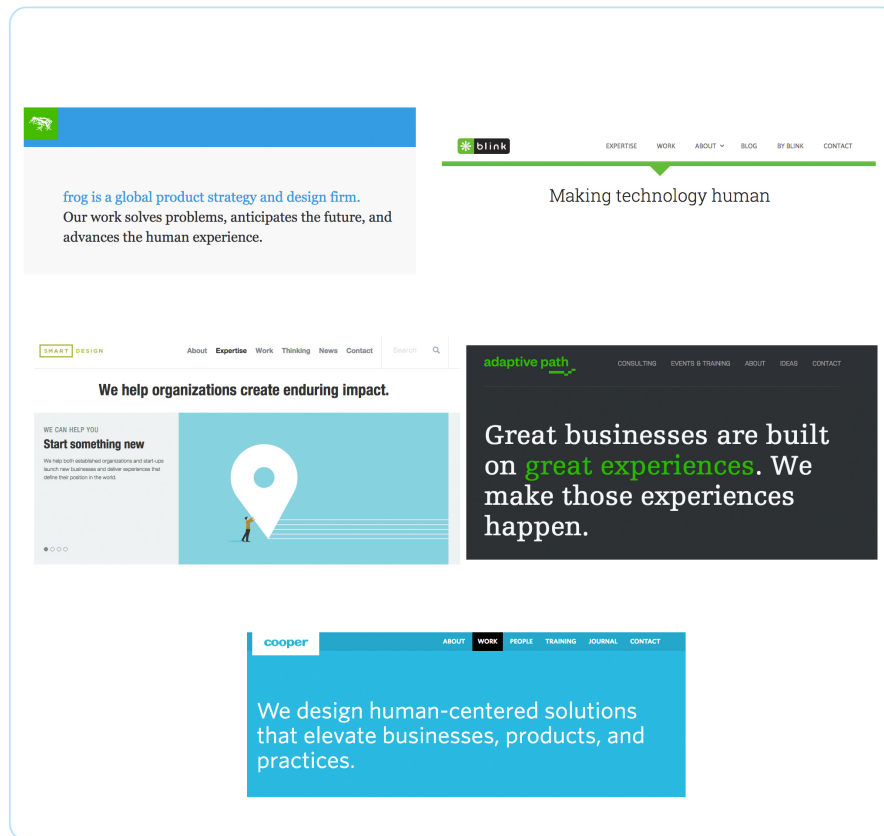 frog is a global product strategy and design firm.
Our work solves problems, anticipates the future, and
advances the human experience.
blink
EXPERTISE WORK ABOUT BLOG BY BLINK CONTACT
Making technology human
SMART DESIGN
About Expertise Work Thinking News Contact Search
We help organizations create enduring impact.
WE CAN HELP YOU
Start something new
We help both established organizations and start-ups
launch new businesses and deliver experiences that
define their position in the world.
adaptive path
CONSULTING EVENTS & TRAINING ABOUT IDEAS CONTACT
Great businesses are built
on great experiences. We
make those experiences
happen.
cooper
ABOUT WORK PEOPLE TRAINING JOURNAL CONTACT
We design human-centered solutions
that elevate businesses, products, and
practices.